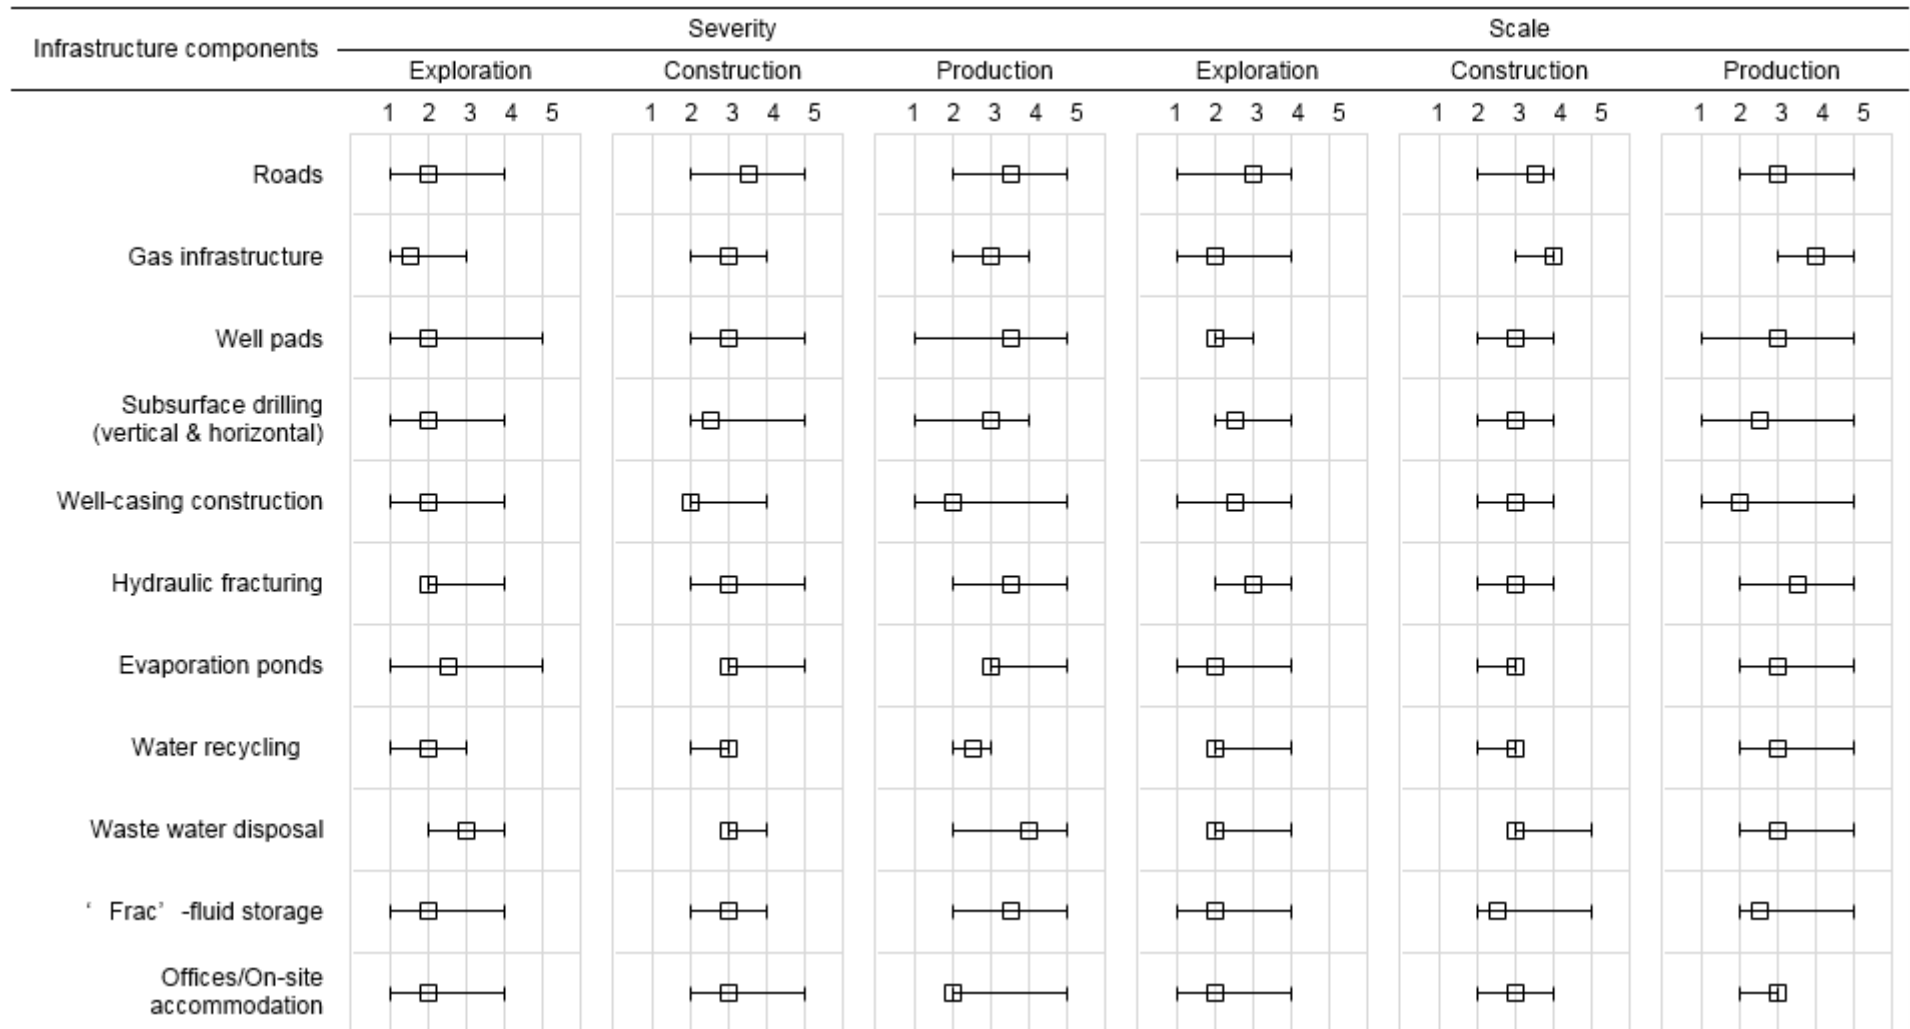 Infrastructure components
Severity
Scale
Exploration
Construction
Production
Exploration
Construction
Production
1 2 3 4 5
1 2 3 4 5
1 2 3 4 5
1 2 3 4 5
1 2 3 4 5
1 2 3 4 5
Roads
Gas infrastructure
Well pads
Subsurface drilling
(vertical & horizontal)
Well-casing construction
Hydraulic fracturing
Evaporation ponds
Water recycling
Waste water disposal
‘ Frac’ -fluid storage
Offices/On-site
accommodation